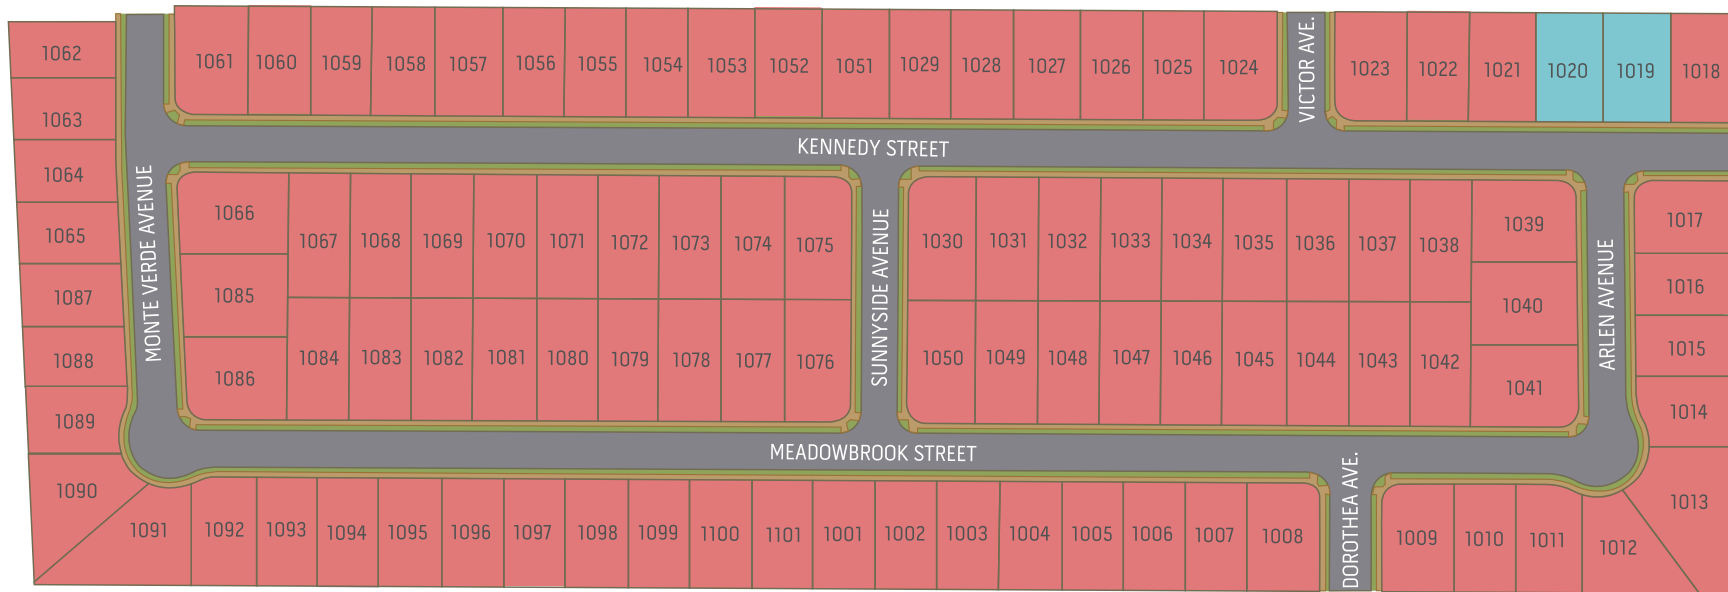 1062
1061 1060 1059 1058 1057 1056 1055 1054 1053 1052 1051 1029 1028 1027 1026 1025 1024
VICTOR AVE.
1023 1022 1021 1020 1019 1018
1063
KENNEDY STREET
1064
1065
1087
1088
1089
1090
MONTE VERDE AVENUE
1066
1085
1086
1067 1068 1069 1070 1071 1072 1073 1074 1075
1084 1083 1082 1081 1080 1079 1078 1077 1076
SUNNYSIDE AVENUE
1030 1031 1032 1033 1034 1035 1036 1037 1038
1050 1049 1048 1047 1046 1045 1044 1043 1042
1039
1040
1041
ARLEN AVENUE
1017
1016
1015
1014
1013
MEADOWBROOK STREET
1091 1092 1093 1094 1095 1096 1097 1098 1099 1100 1101 1001 1002 1003 1004 1005 1006 1007 1008
DOROTHEA AVE.
1009 1010 1011 1012